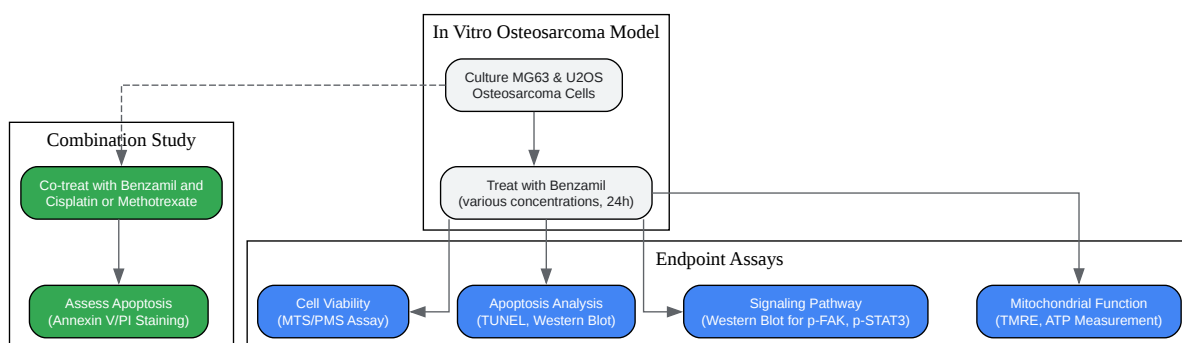 In Vitro Osteosarcoma Model
Culture MG63 & U2OS
Osteosarcoma Cells
Combination Study
Co-treat with Benzamil and
Cisplatin or Methotrexate
Treat with Benzamil
(various concentrations, 24h)
Endpoint Assays
Assess Apoptosis
(Annexin V/PI Staining)
Cell Viability
(MTS/PMS Assay)
Apoptosis Analysis
(TUNEL, Western Blot)
Signaling Pathway
(Western Blot for p-FAK, p-STAT3)
Mitochondrial Function
(TMRE, ATP Measurement)